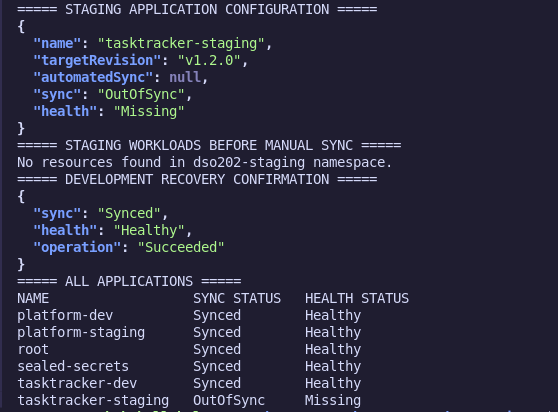 ===== STAGING APPLICATION CONFIGURATION =====
{
  "name": "tasktracker-staging",
  "targetRevision": "v1.2.0",
  "automatedSync": null,
  "sync": "OutOfSync",
  "health": "Missing"
}
===== STAGING WORKLOADS BEFORE MANUAL SYNC =====
No resources found in dso202-staging namespace.
===== DEVELOPMENT RECOVERY CONFIRMATION =====
{
  "sync": "Synced",
  "health": "Healthy",
  "operation": "Succeeded"
}
===== ALL APPLICATIONS =====
NAME                  SYNC STATUS   HEALTH STATUS
platform-dev          Synced        Healthy
platform-staging      Synced        Healthy
root                  Synced        Healthy
sealed-secrets        Synced        Healthy
tasktracker-dev       Synced        Healthy
tasktracker-staging   OutOfSync     Missing